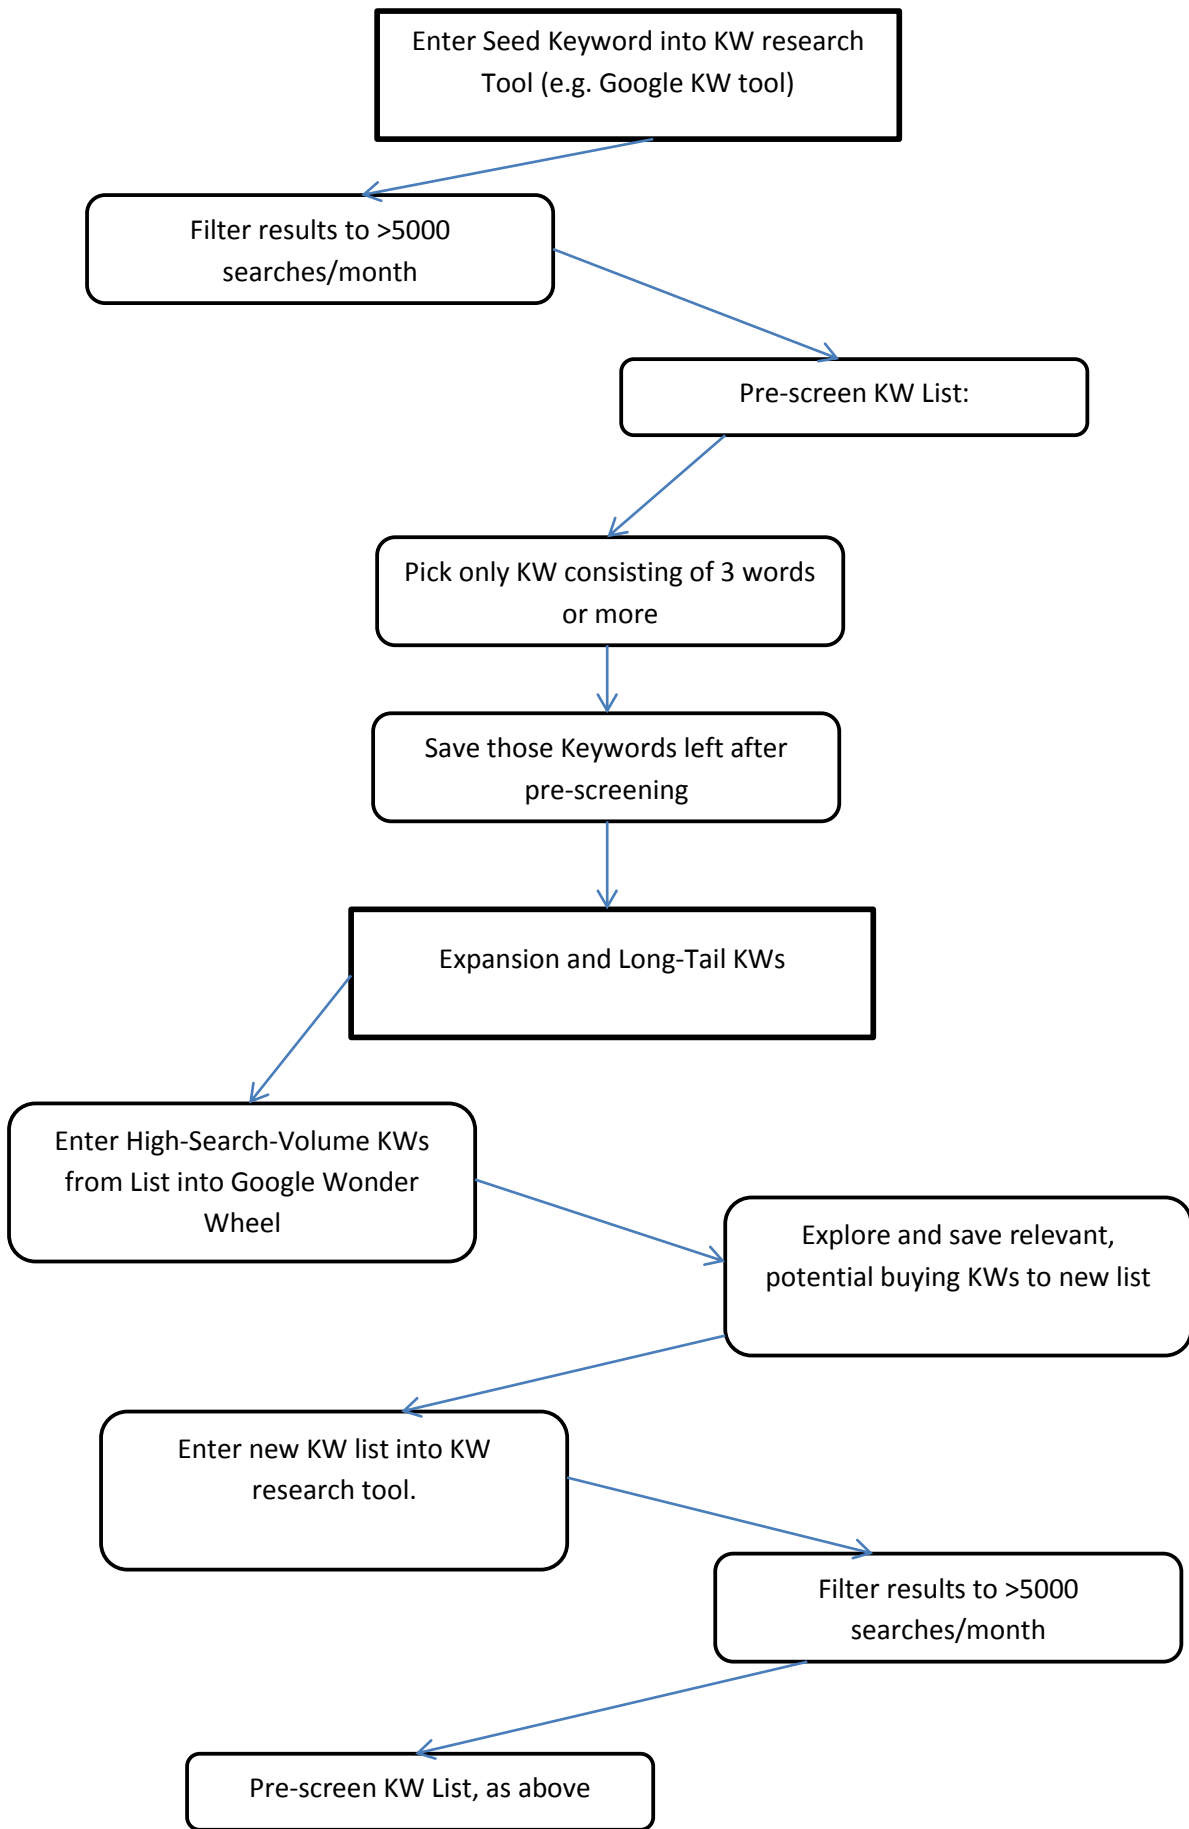 Enter Seed Keyword into KW research
Tool (e.g. Google KW tool)
Filter results to >5000
searches/month
Pre-screen KW List:
Pick only KW consisting of 3 words
or more
Save those Keywords left after
pre-screening
Expansion and Long-Tail KWs
Enter High-Search-Volume KWs
from List into Google Wonder
Wheel
Explore and save relevant,
potential buying KWs to new list
Enter new KW list into KW
research tool.
Filter results to >5000
searches/month
Pre-screen KW List, as above